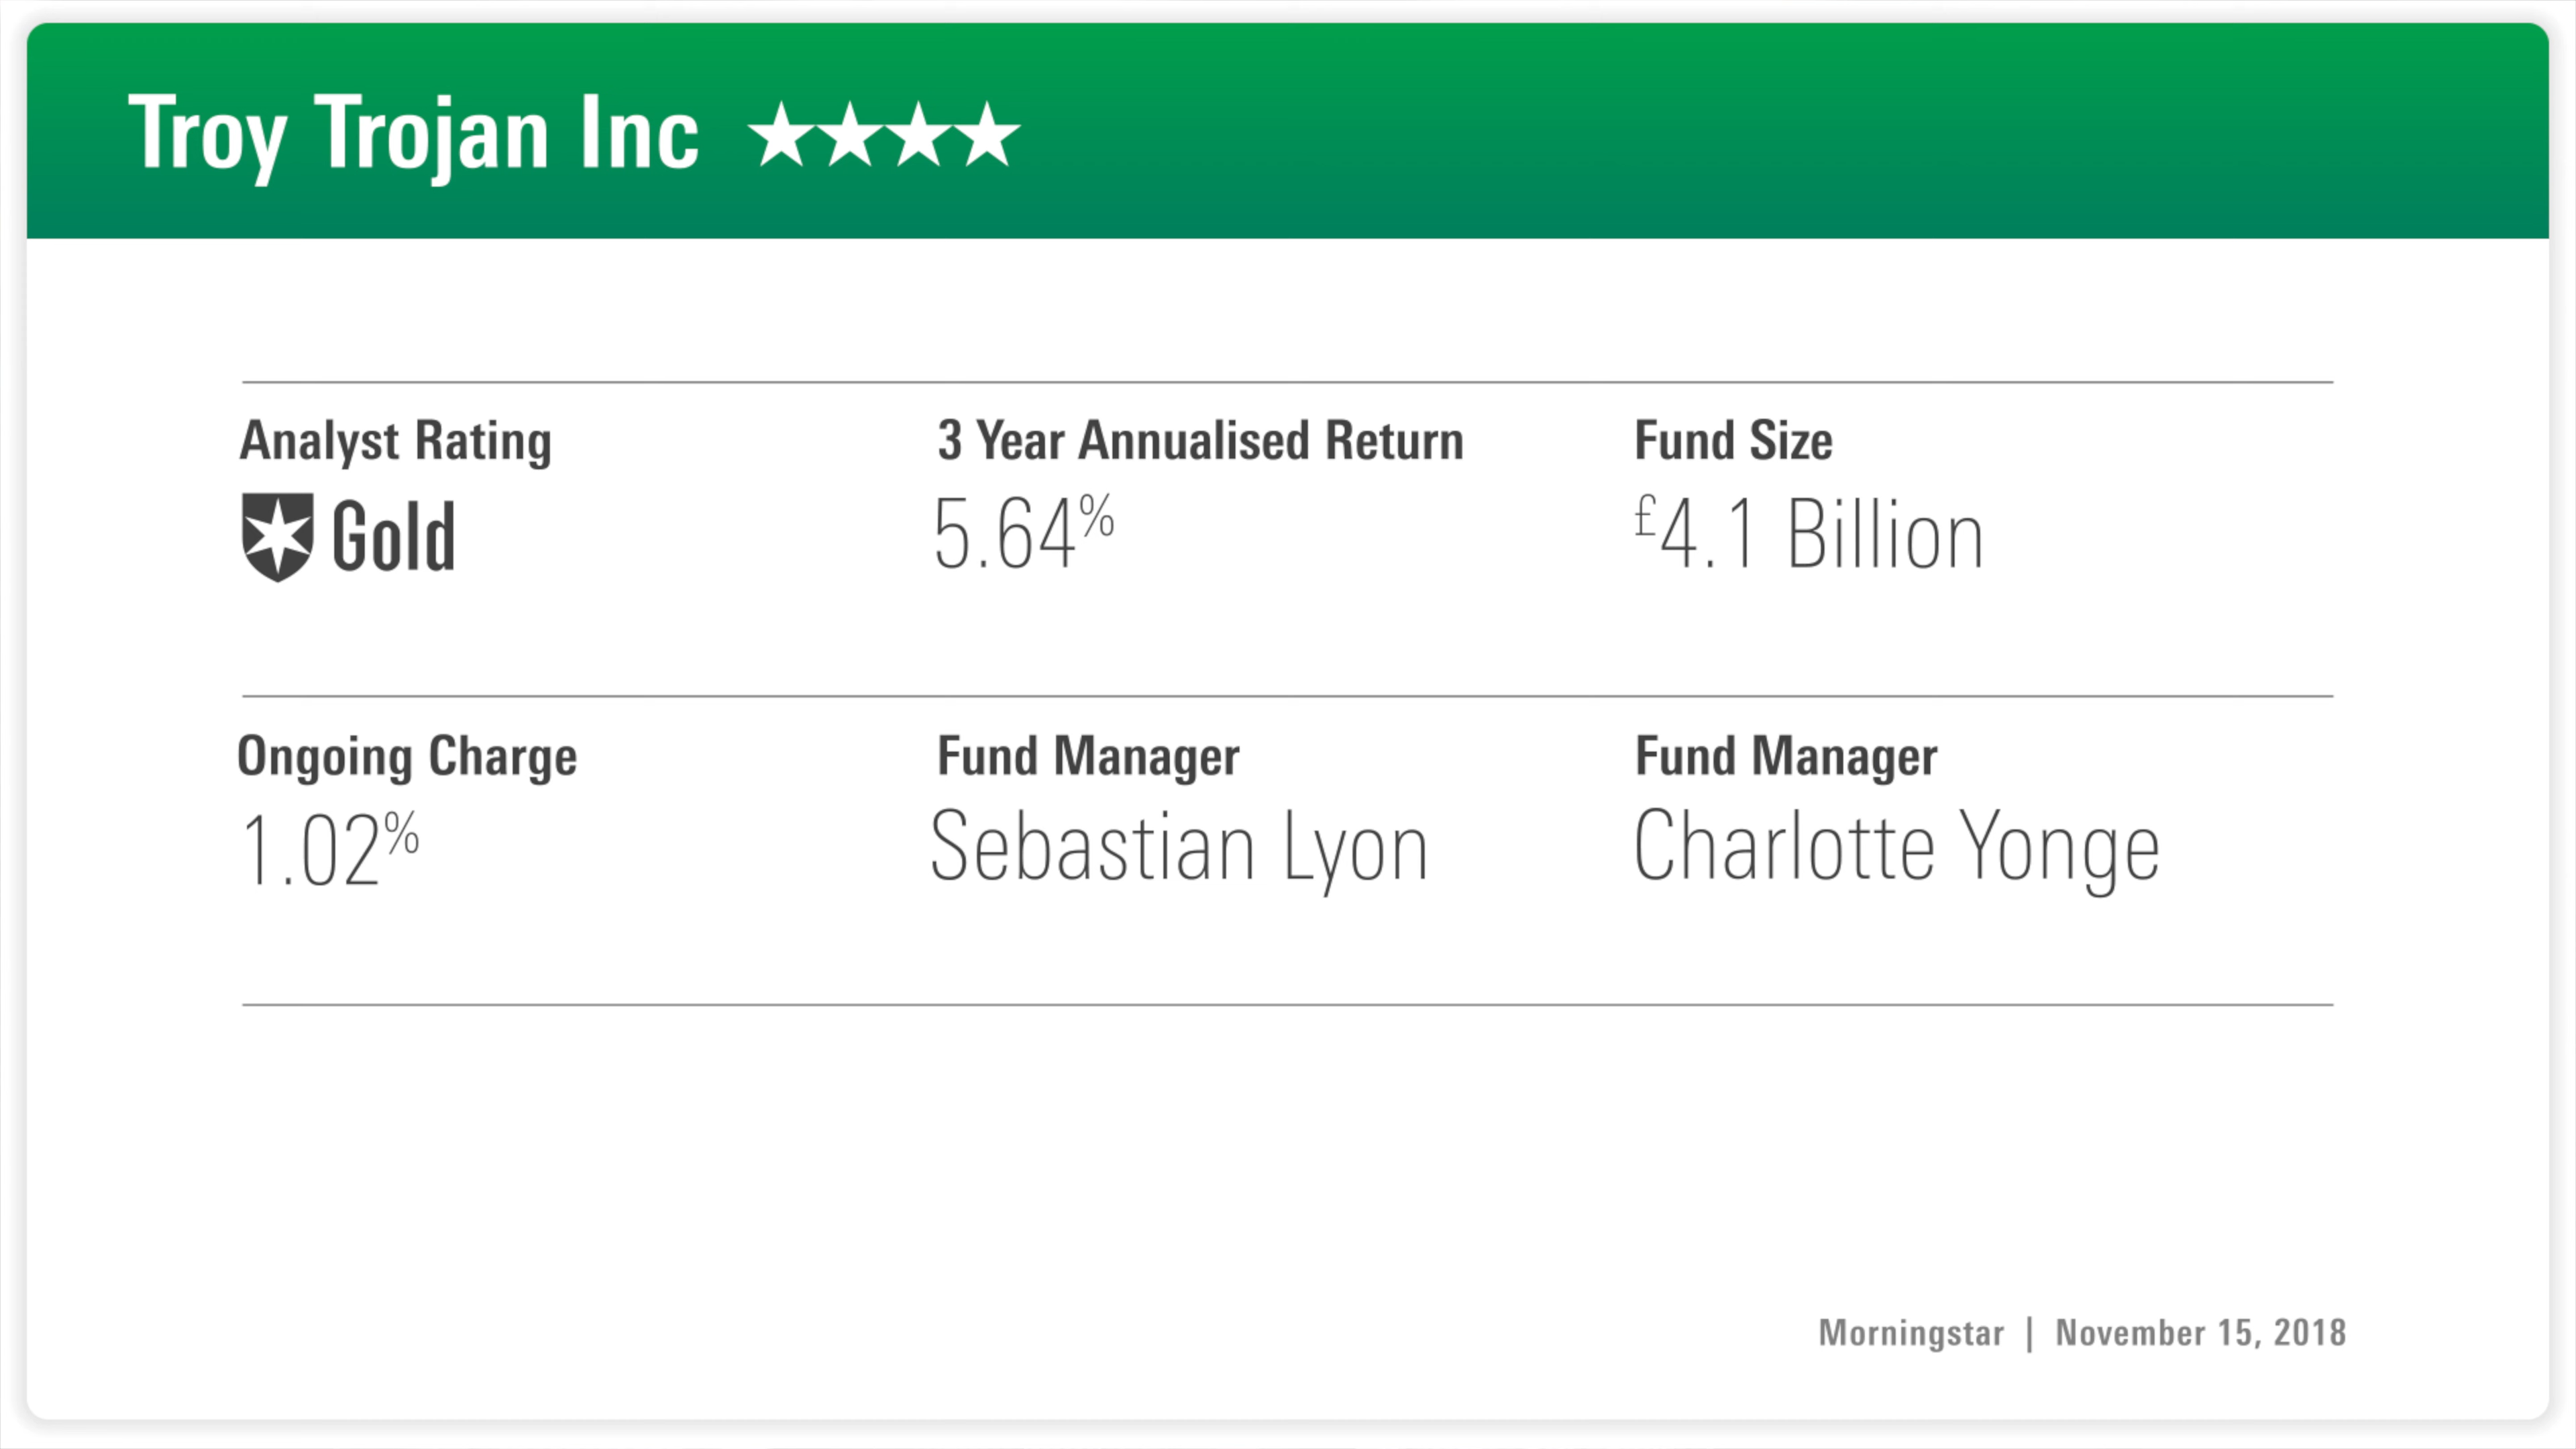 Troy Trojan Inc ★★★★
Analyst Rating
Gold
3 Year Annualised Return
5.64%
Fund Size
£4.1 Billion
Ongoing Charge
1.02%
Fund Manager
Sebastian Lyon
Fund Manager
Charlotte Yonge
Morningstar | November 15, 2018